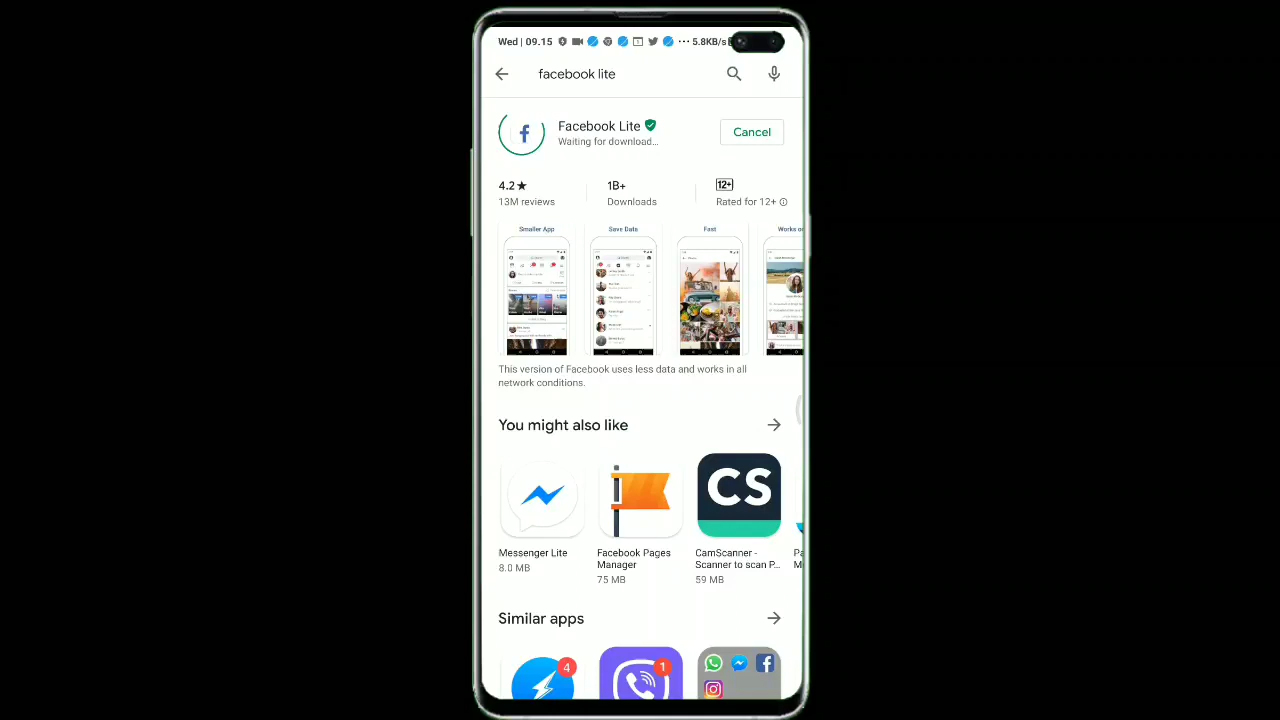 Wed | 09.15 ••• 5.8KB/s
facebook lite
Facebook Lite
Waiting for download...
Cancel
4.2★
13M reviews
1B+
Downloads
12+
Rated for 12+
Smaller App
Save Data
Fast
This version of Facebook uses less data and works in all
network conditions.
You might also like
CS
Messenger Lite
8.0 MB
Facebook Pages
Manager
75 MB
CamScanner -
Scanner to scan P...
59 MB
Similar apps
4
1